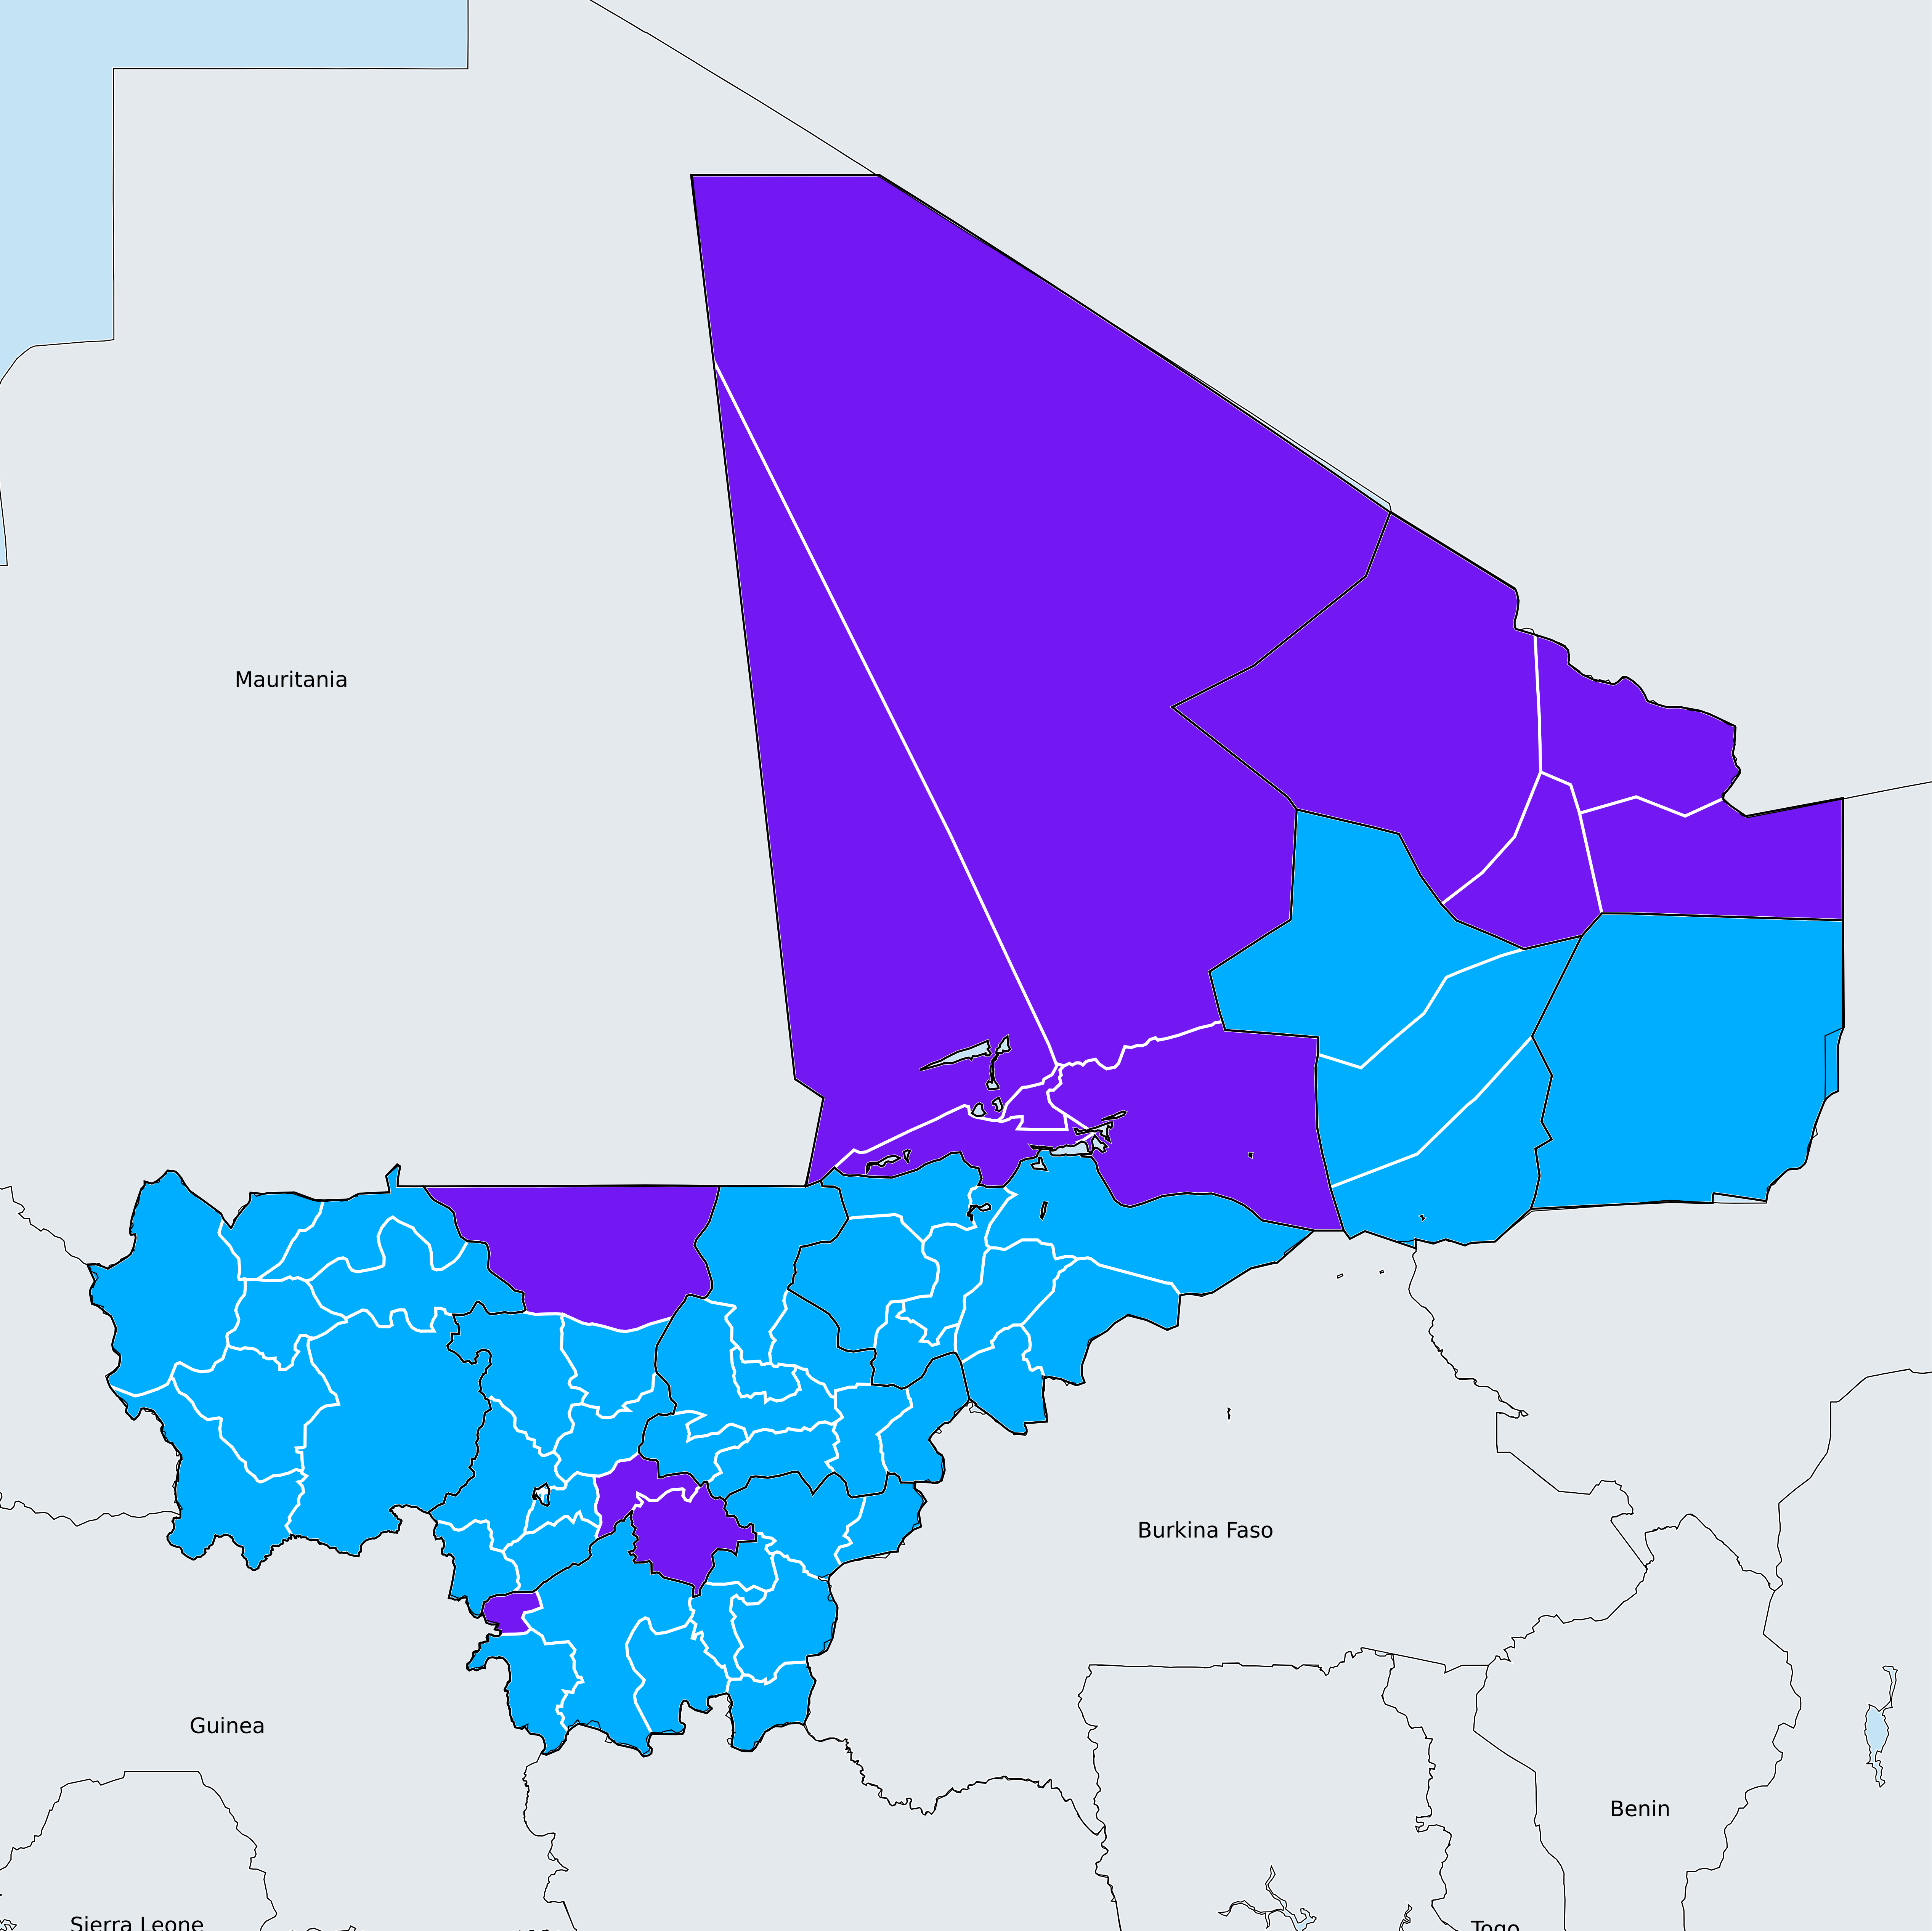 Mauritania
Burkina Faso
Guinea
Benin
Sierra Leone
Togo